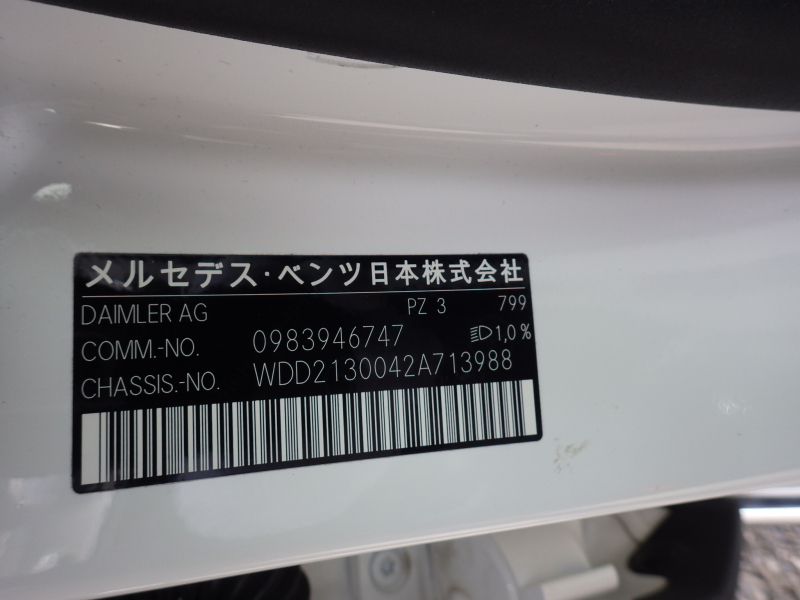 メルセデス・ベンツ日本株式会社
DAIMLER AG PZ 3 799
COMM.-NO. 0983946747 1,0%
CHASSIS.-NO. WDD2130042A713988